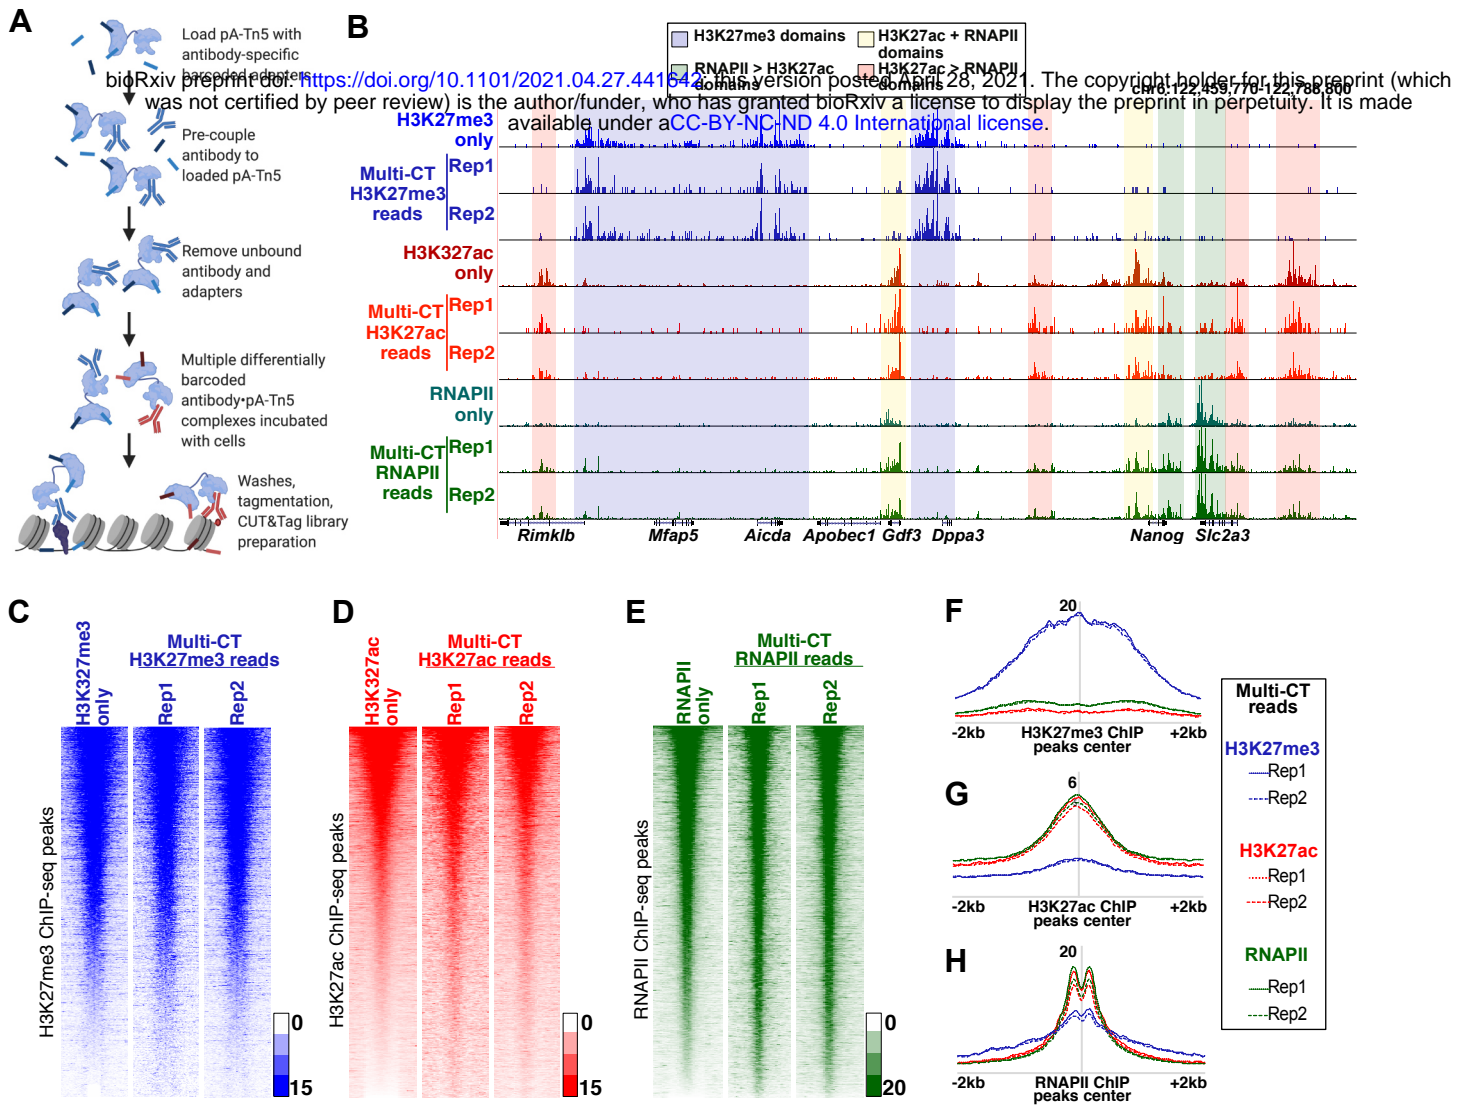 A
Load pA-Tn5 with
antibody-specific
barcoded adapters
Pre-couple
antibody to
loaded pA-Tn5
Remove unbound
antibody and
adapters
Multiple differentially
barcoded
antibody•pA-Tn5
complexes incubated
with cells
Washes,
tagmentation,
CUT&Tag library
preparation
bioRxiv preprint doi: https://doi.org/10.1101/2021.04.27.441642; this version posted April 28, 2021. The copyright holder for this preprint (which
was not certified by peer review) is the author/funder, who has granted bioRxiv a license to display the preprint in perpetuity. It is made
available under aCC-BY-NC-ND 4.0 International license.
B
H3K27me3 domains
H3K27ac + RNAPII
domains
RNAPII > H3K27ac
domains
H3K27ac > RNAPII
domains
chr6:122,459,770-122,786,800
H3K27me3
only
Multi-CT
H3K27me3
reads
Rep1
Rep2
H3K327ac
only
Multi-CT
H3K27ac
reads
Rep1
Rep2
RNAPII
only
Multi-CT
RNAPII
reads
Rep1
Rep2
Rimklb Mfap5 Aicda Apobec1 Gdf3 Dppa3 Nanog Slc2a3
C
H3K327me3
only
Multi-CT
H3K27me3 reads
Rep1
Rep2
H3K27me3 ChIP-seq peaks
0
15
D
H3K327ac
only
Multi-CT
H3K27ac reads
Rep1
Rep2
H3K27ac ChIP-seq peaks
0
15
E
RNAPII
only
Multi-CT
RNAPII reads
Rep1
Rep2
RNAPII ChIP-seq peaks
0
20
F
20
-2kb H3K27me3 ChIP +2kb
peaks center
G
6
-2kb H3K27ac ChIP +2kb
peaks center
H
20
-2kb RNAPII ChIP +2kb
peaks center
Multi-CT
reads
H3K27me3
Rep1
Rep2
H3K27ac
Rep1
Rep2
RNAPII
Rep1
Rep2